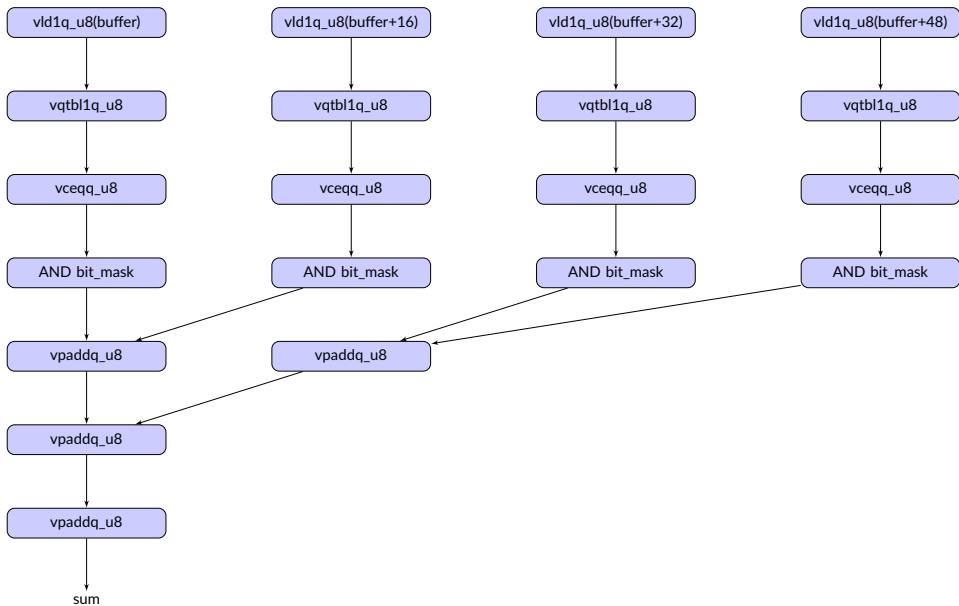 vld1q_u8(buffer)
vld1q_u8(buffer+16)
vld1q_u8(buffer+32)
vld1q_u8(buffer+48)
vqtbl1q_u8
vqtbl1q_u8
vqtbl1q_u8
vqtbl1q_u8
vceqq_u8
vceqq_u8
vceqq_u8
vceqq_u8
AND bit_mask
AND bit_mask
AND bit_mask
AND bit_mask
vpaddq_u8
vpaddq_u8
vpaddq_u8
vpaddq_u8
sum